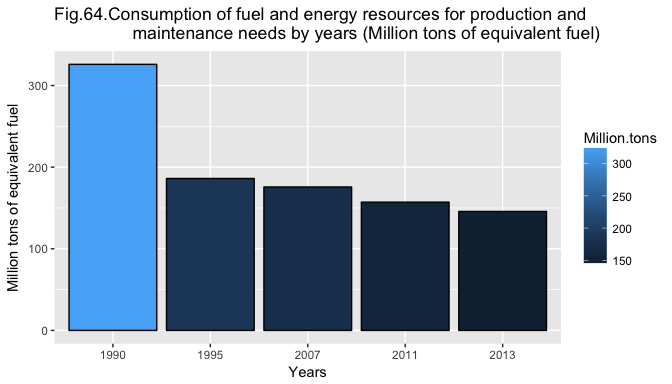 Fig.64.Consumption of fuel and energy resources for production and
maintenance needs by years (Million tons of equivalent fuel)
Million tons of equivalent fuel
300
200
100
0
1990
1995
2007
2011
2013
Years
Million.tons
300
250
200
150